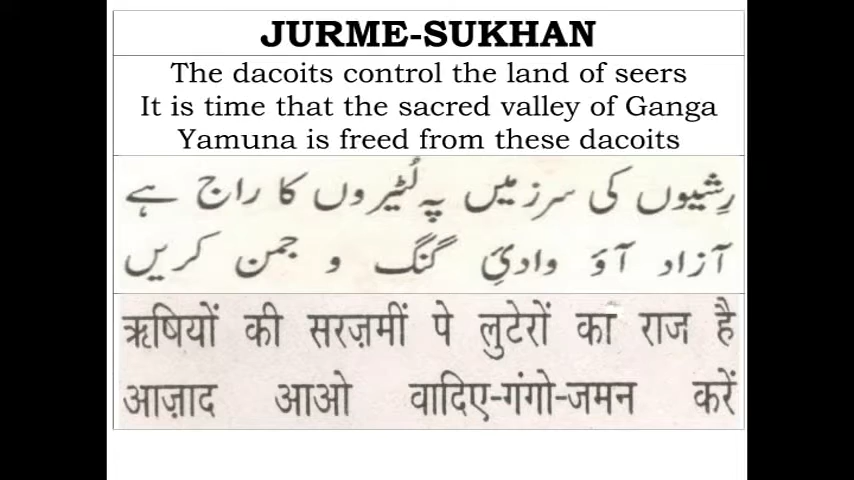 JURME-SUKHAN
The dacoits control the land of seers
It is time that the sacred valley of Ganga
Yamuna is freed from these dacoits
رِشیوں کی سرزمیں پہ لُٹیروں کا راج ہے
آزاد آؤ وادیِٔ گنگ و جمن کریں
ऋषियों की सरज़मीं पे लुटेरों का राज है
आज़ाद आओ वादिए-गंगो-जमन करें